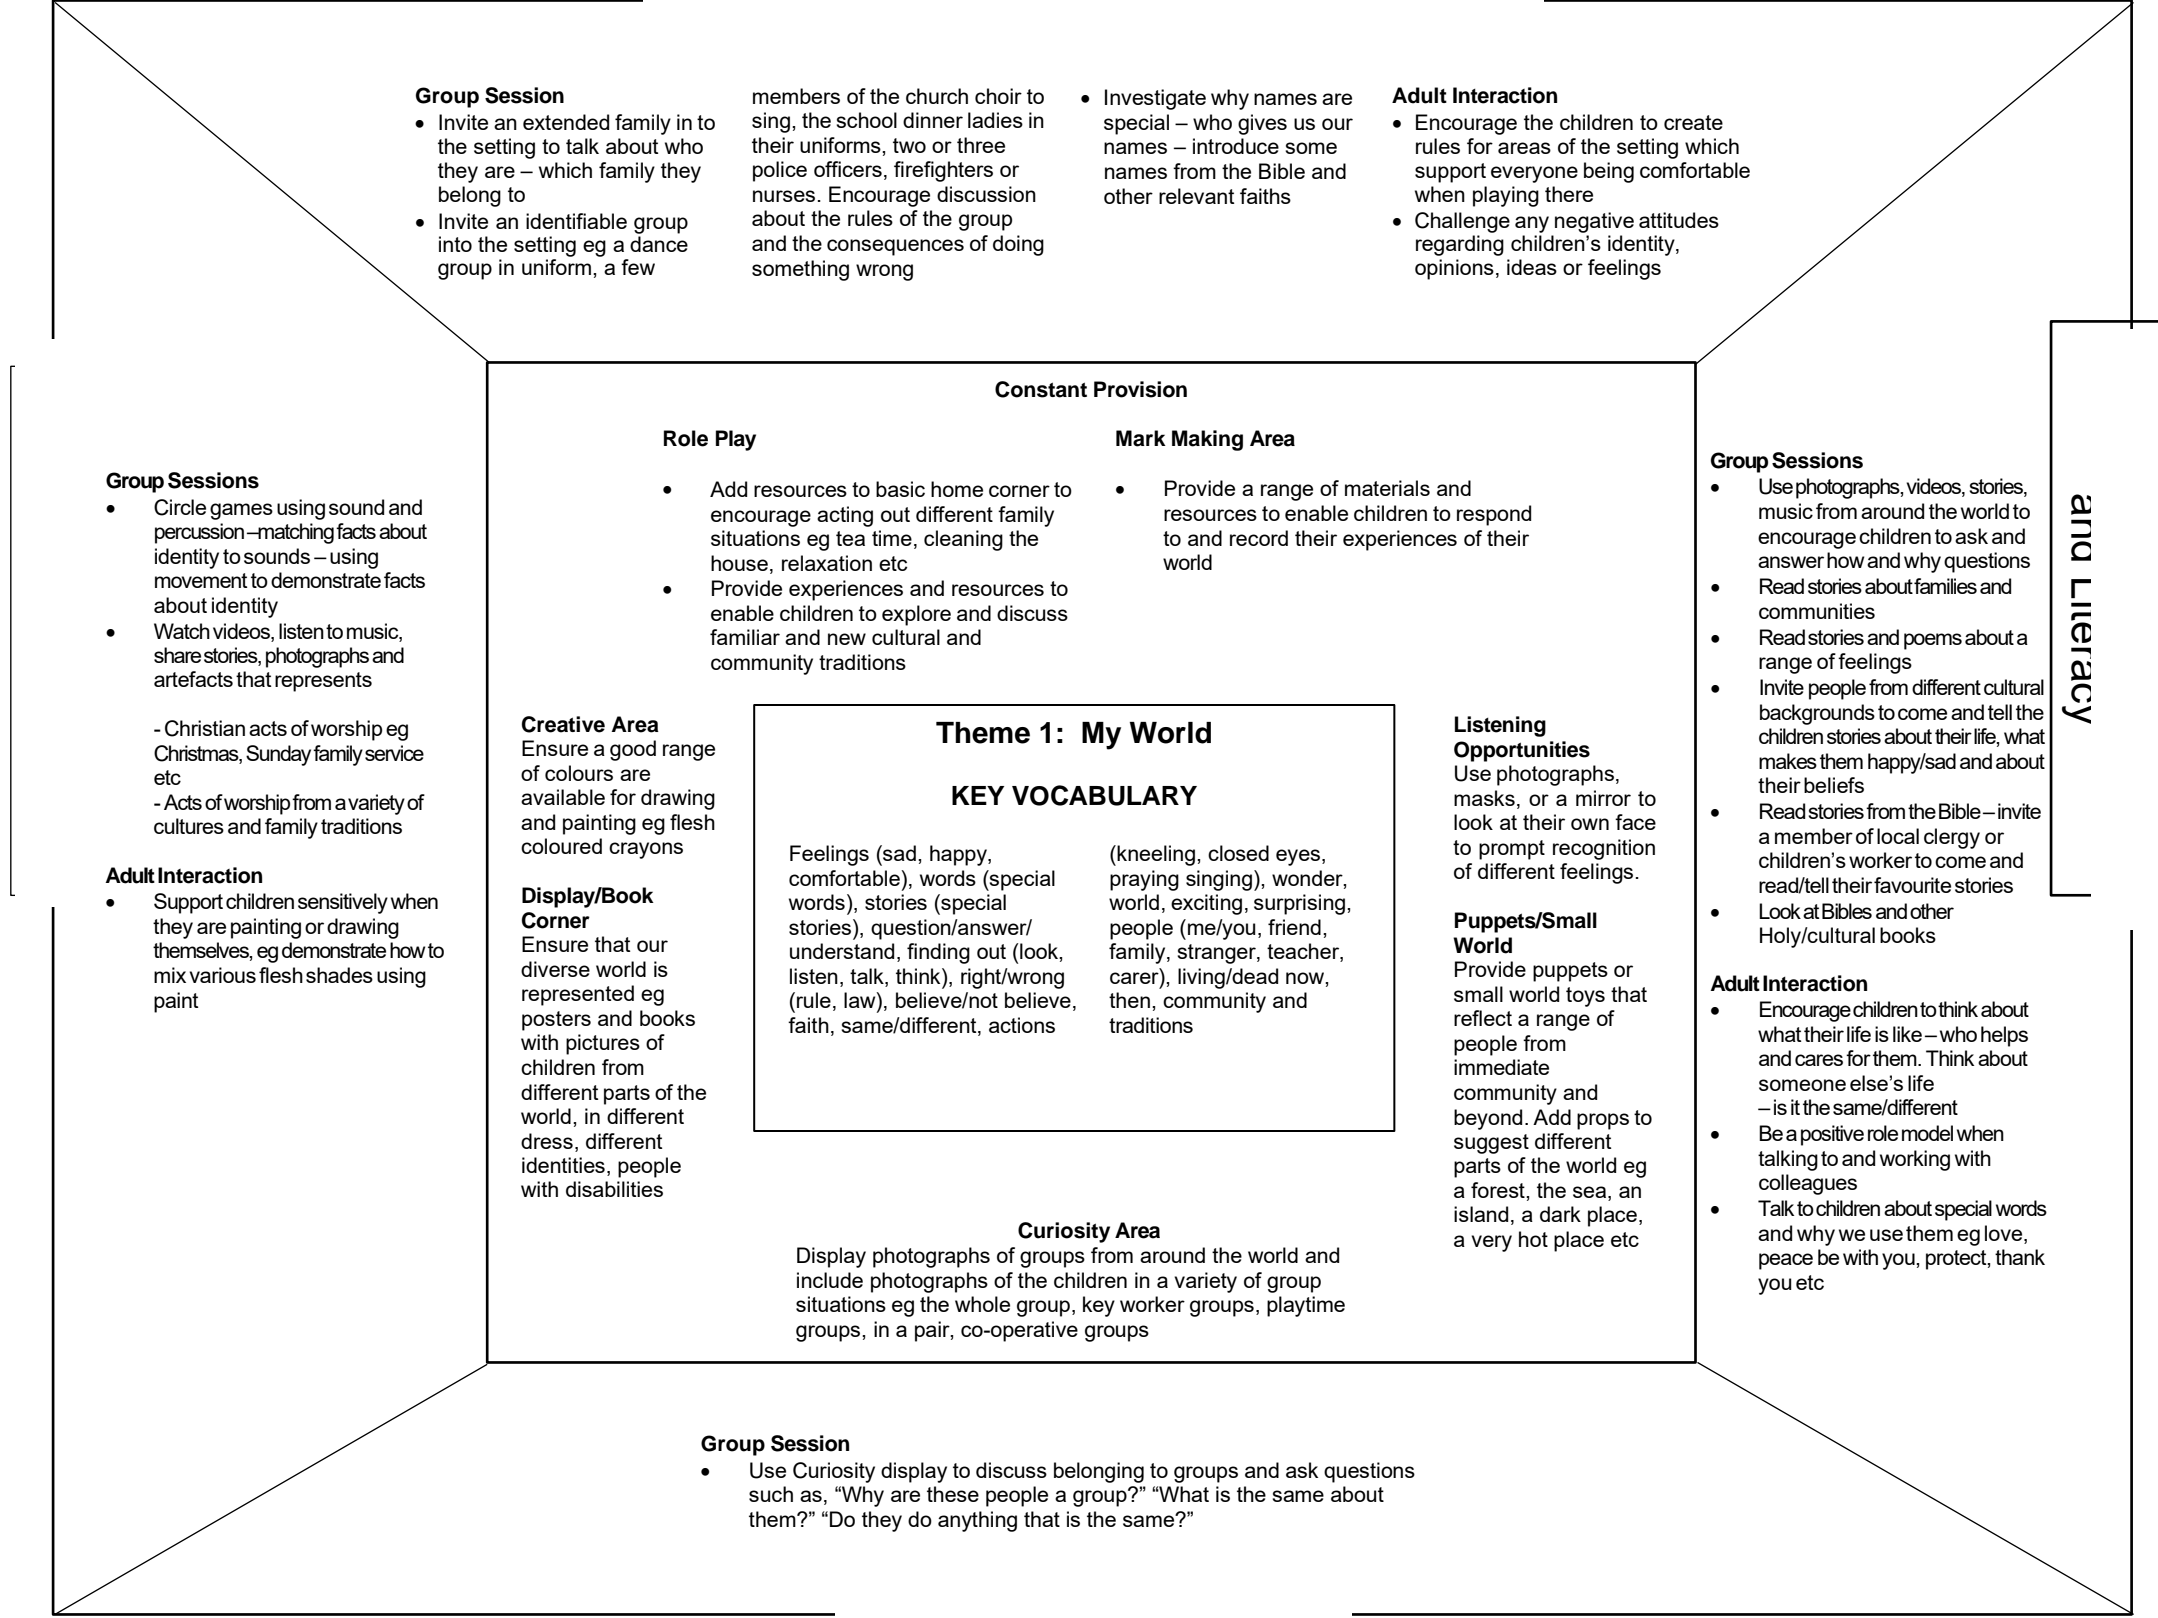 Group Session
• Invite an extended family in to
the setting to talk about who
they are – which family they
belong to
• Invite an identifiable group
into the setting eg a dance
group in uniform, a few
members of the church choir to
sing, the school dinner ladies in
their uniforms, two or three
police officers, firefighters or
nurses. Encourage discussion
about the rules of the group
and the consequences of doing
something wrong
• Investigate why names are
special – who gives us our
names – introduce some
names from the Bible and
other relevant faiths
Adult Interaction
• Encourage the children to create
rules for areas of the setting which
support everyone being comfortable
when playing there
• Challenge any negative attitudes
regarding children’s identity,
opinions, ideas or feelings
Group Sessions
• Circle games using sound and
percussion – matching facts about
identity to sounds – using
movement to demonstrate facts
about identity
• Watch videos, listen to music,
share stories, photographs and
artefacts that represents
- Christian acts of worship eg
Christmas, Sunday family service
etc
- Acts of worship from a variety of
cultures and family traditions
Adult Interaction
• Support children sensitively when
they are painting or drawing
themselves, eg demonstrate how to
mix various flesh shades using
paint
Constant Provision
Role Play
• Add resources to basic home corner to
encourage acting out different family
situations eg tea time, cleaning the
house, relaxation etc
• Provide experiences and resources to
enable children to explore and discuss
familiar and new cultural and
community traditions
Mark Making Area
• Provide a range of materials and
resources to enable children to respond
to and record their experiences of their
world
Creative Area
Ensure a good range
of colours are
available for drawing
and painting eg flesh
coloured crayons
Display/Book
Corner
Ensure that our
diverse world is
represented eg
posters and books
with pictures of
children from
different parts of the
world, in different
dress, different
identities, people
with disabilities
Theme 1: My World
KEY VOCABULARY
Feelings (sad, happy,
comfortable), words (special
words), stories (special
stories), question/answer/
understand, finding out (look,
listen, talk, think), right/wrong
(rule, law), believe/not believe,
faith, same/different, actions
(kneeling, closed eyes,
praying singing), wonder,
world, exciting, surprising,
people (me/you, friend,
family, stranger, teacher,
carer), living/dead now,
then, community and
traditions
Listening
Opportunities
Use photographs,
masks, or a mirror to
look at their own face
to prompt recognition
of different feelings.
Puppets/Small
World
Provide puppets or
small world toys that
reflect a range of
people from
immediate
community and
beyond. Add props to
suggest different
parts of the world eg
a forest, the sea, an
island, a dark place,
a very hot place etc
Curiosity Area
Display photographs of groups from around the world and
include photographs of the children in a variety of group
situations eg the whole group, key worker groups, playtime
groups, in a pair, co-operative groups
Group Sessions
• Use photographs, videos, stories,
music from around the world to
encourage children to ask and
answer how and why questions
• Read stories about families and
communities
• Read stories and poems about a
range of feelings
• Invite people from different cultural
backgrounds to come and tell the
children stories about their life, what
makes them happy/sad and about
their beliefs
• Read stories from the Bible – invite
a member of local clergy or
children’s worker to come and
read/tell their favourite stories
• Look at Bibles and other
Holy/cultural books
Adult Interaction
• Encourage children to think about
what their life is like – who helps
and cares for them. Think about
someone else’s life
– is it the same/different
• Be a positive role model when
talking to and working with
colleagues
• Talk to children about special words
and why we use them eg love,
peace be with you, protect, thank
you etc
and Literacy
Group Session
• Use Curiosity display to discuss belonging to groups and ask questions
such as, “Why are these people a group?” “What is the same about
them?” “Do they do anything that is the same?”